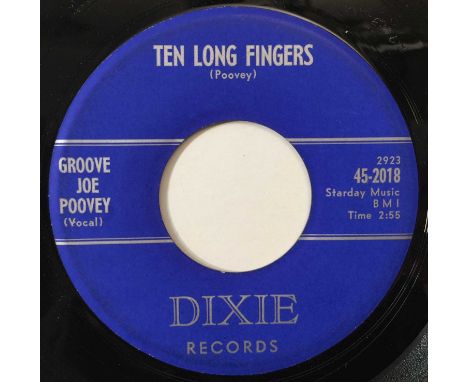 TEN LONG FINGERS
(Poovey)
GROOVE
JOE
POOVEY
(Vocal)
2923
45-2018
Starday Music
B M I
Time 2:55
DIXIE
RECORDS